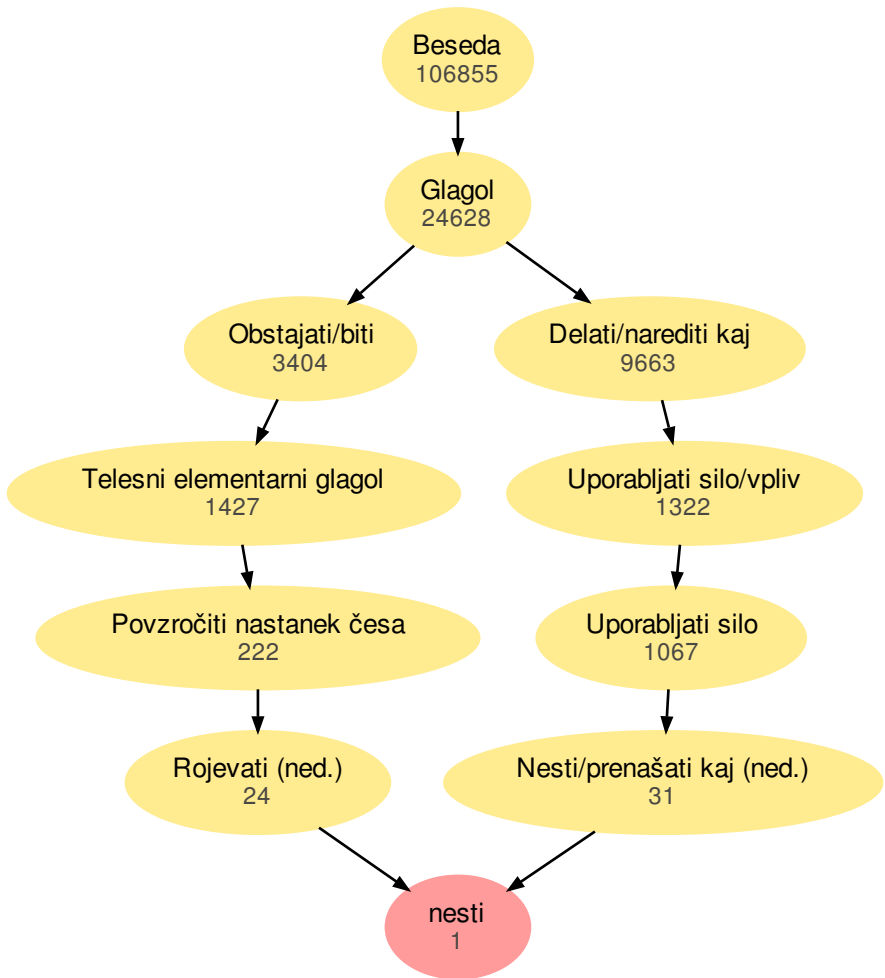 Beseda
106855
Glagol
24628
Obstajati/biti
3404
Delati/narediti kaj
9663
Telesni elementarni glagol
1427
Uporabljati silo/vpliv
1322
Povzročiti nastanek česa
222
Uporabljati silo
1067
Rojevati (ned.)
24
Nesti/prenašati kaj (ned.)
31
nesti
1